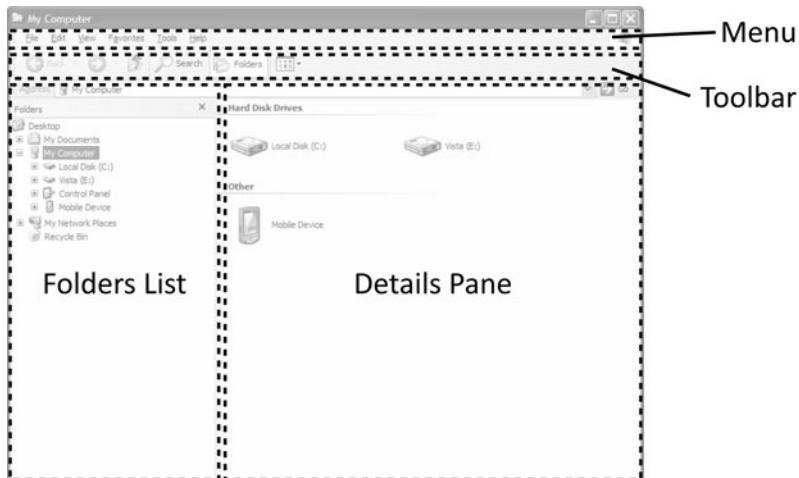 My Computer
File Edit View Favorites Tools Help
Menu
Back Search Folders
Toolbar
Address My Computer
Folders
Hard Disk Drives
Desktop
My Documents
My Computer
Local Disk (C:)
Vista (E:)
Control Panel
Mobile Device
My Network Places
Recycle Bin
Local Disk (C:) Vista (E:)
Other
Mobile Device
Folders List
Details Pane